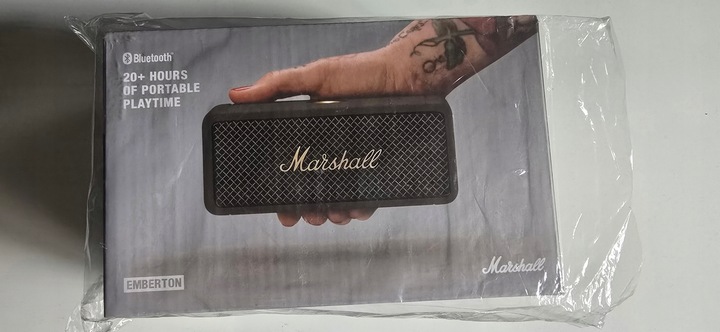 Bluetooth
20+ HOURS
OF PORTABLE
PLAYTIME
Marshall
EMBERTON
Marshall